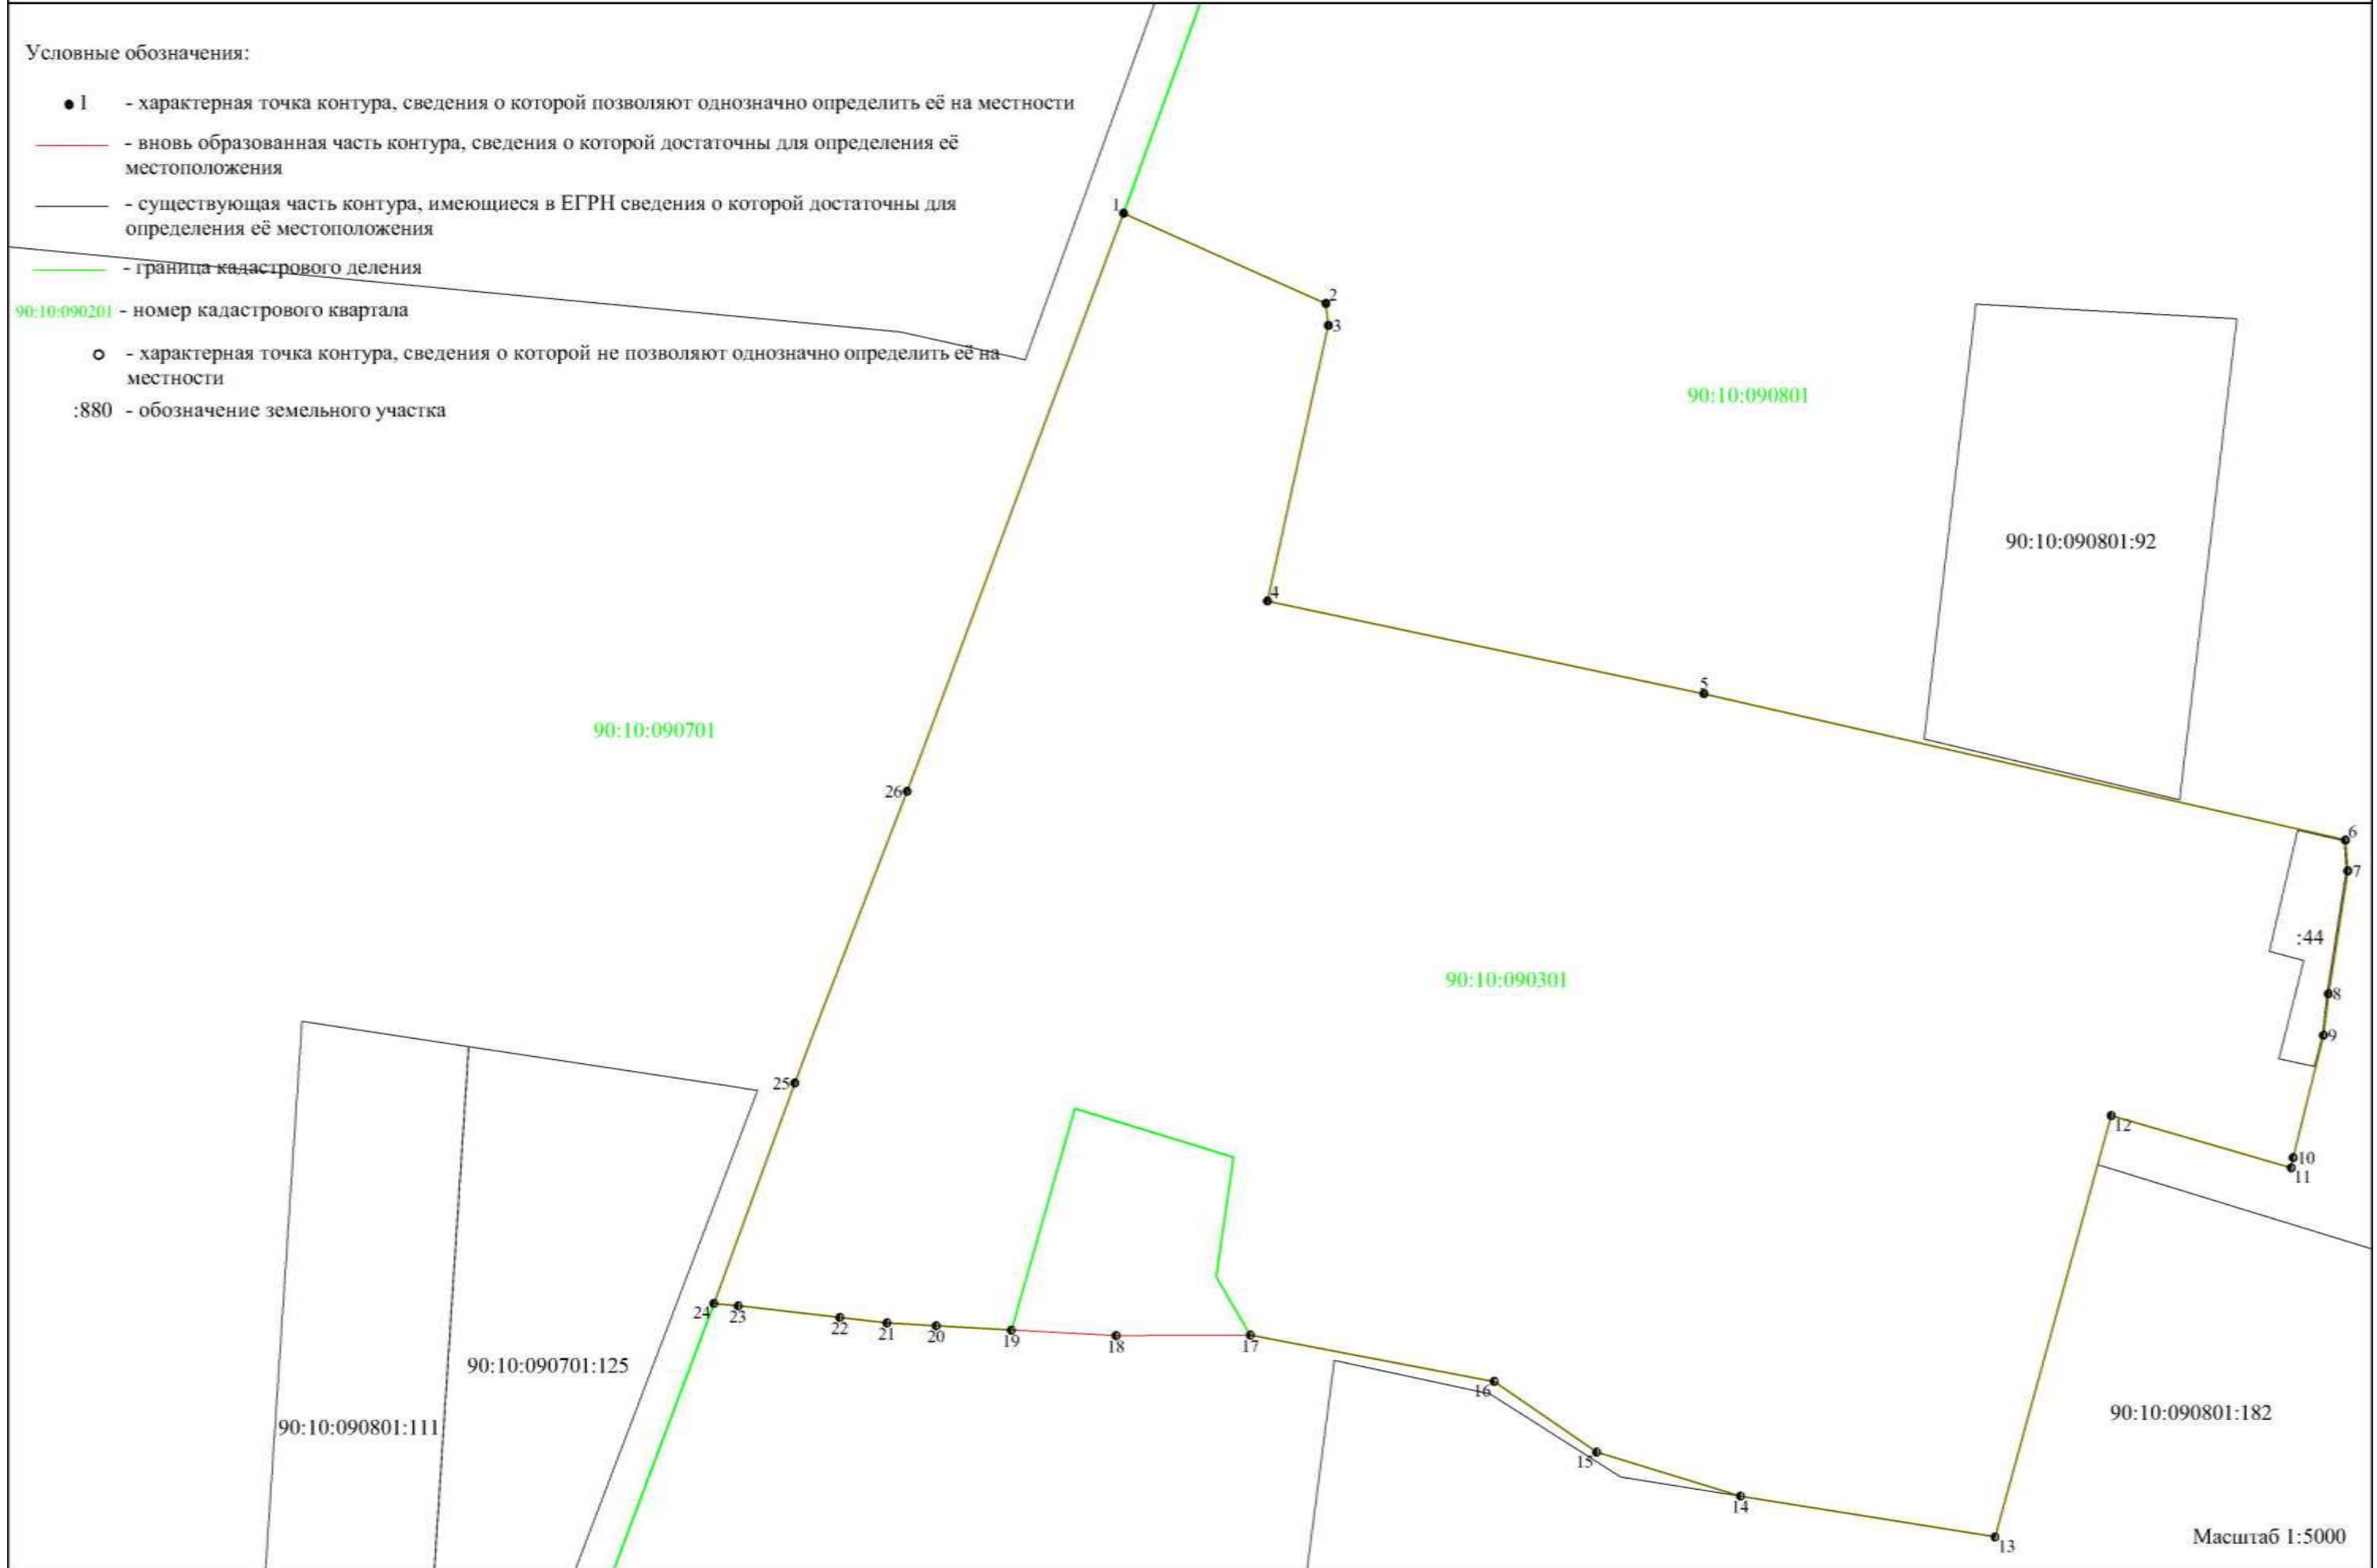 Условные обозначения:
1 - характерная точка контура, сведения о которой позволяют однозначно определить её на местности
- вновь образованная часть контура, сведения о которой достаточны для определения её
местоположения
- существующая часть контура, имеющиеся в ЕГРН сведения о которой достаточны для
определения её местоположения
- граница кадастрового деления
90:10:090201 - номер кадастрового квартала
- характерная точка контура, сведения о которой не позволяют однозначно определить её на
местности
:880 - обозначение земельного участка
1
2
3
90:10:090801
90:10:090801:92
4
5
90:10:090701
26
6
7
:44
90:10:090301
8
9
25
12
10
11
24
23
22
21
20
19
18
17
90:10:090701:125
16
90:10:090801:111
90:10:090801:182
15
14
13
Масштаб 1:5000